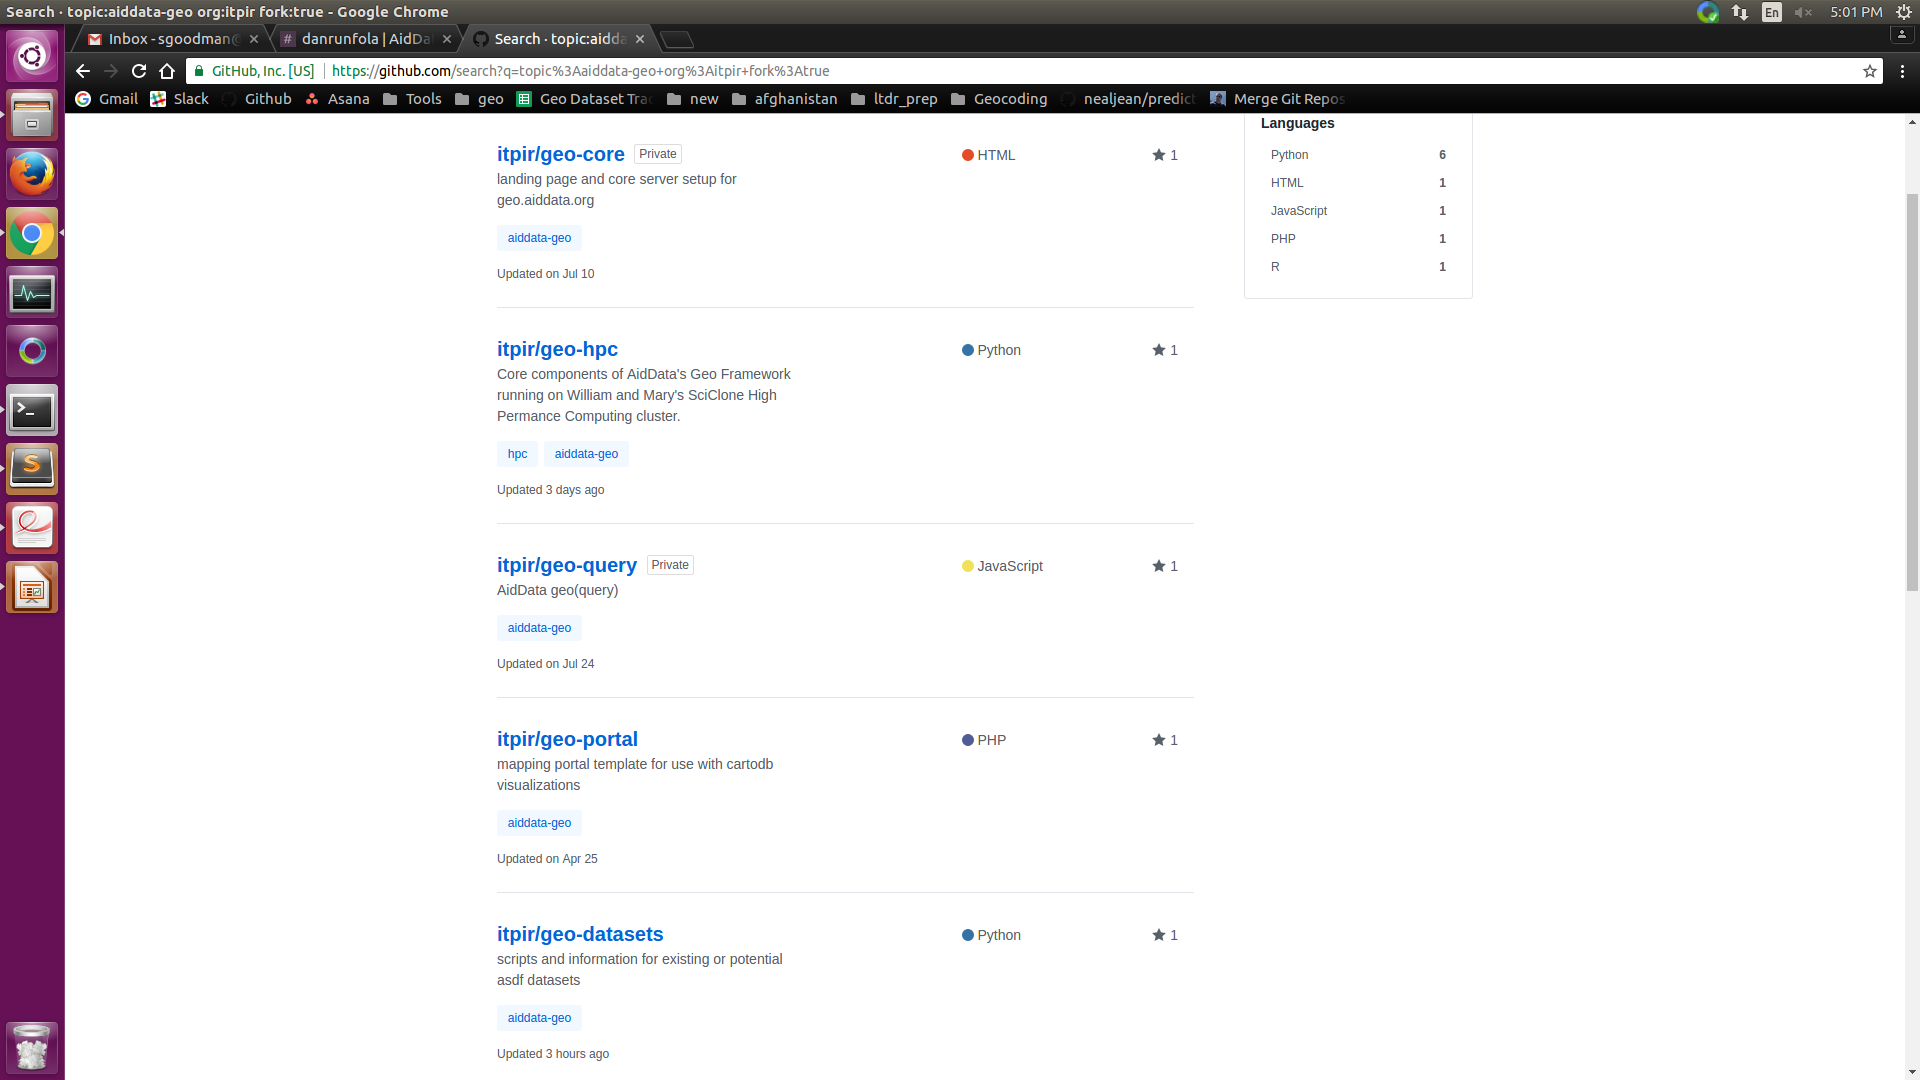 Search · topic:aiddata-geo org:itpir fork:true - Google Chrome
En
5:01 PM
Inbox - sgoodman@
danrunfola | AidDa
Search · topic:aidda
GitHub, Inc. [US]
https://github.com/search?q=topic%3Aaiddata-geo+org%3Aitpir+fork%3Atrue
Gmail
Slack
Github
Asana
Tools
geo
Geo Dataset Trac
new
afghanistan
ltdr_prep
Geocoding
nealjean/predict
Merge Git Repos
itpir/geo-core Private
HTML
1
landing page and core server setup for
geo.aiddata.org
aiddata-geo
Updated on Jul 10
itpir/geo-hpc
Python
1
Core components of AidData's Geo Framework
running on William and Mary's SciClone High
Permance Computing cluster.
hpc aiddata-geo
Updated 3 days ago
itpir/geo-query Private
JavaScript
1
AidData geo(query)
aiddata-geo
Updated on Jul 24
itpir/geo-portal
PHP
1
mapping portal template for use with cartodb
visualizations
aiddata-geo
Updated on Apr 25
itpir/geo-datasets
Python
1
scripts and information for existing or potential
asdf datasets
aiddata-geo
Updated 3 hours ago
Languages
Python 6
HTML 1
JavaScript 1
PHP 1
R 1